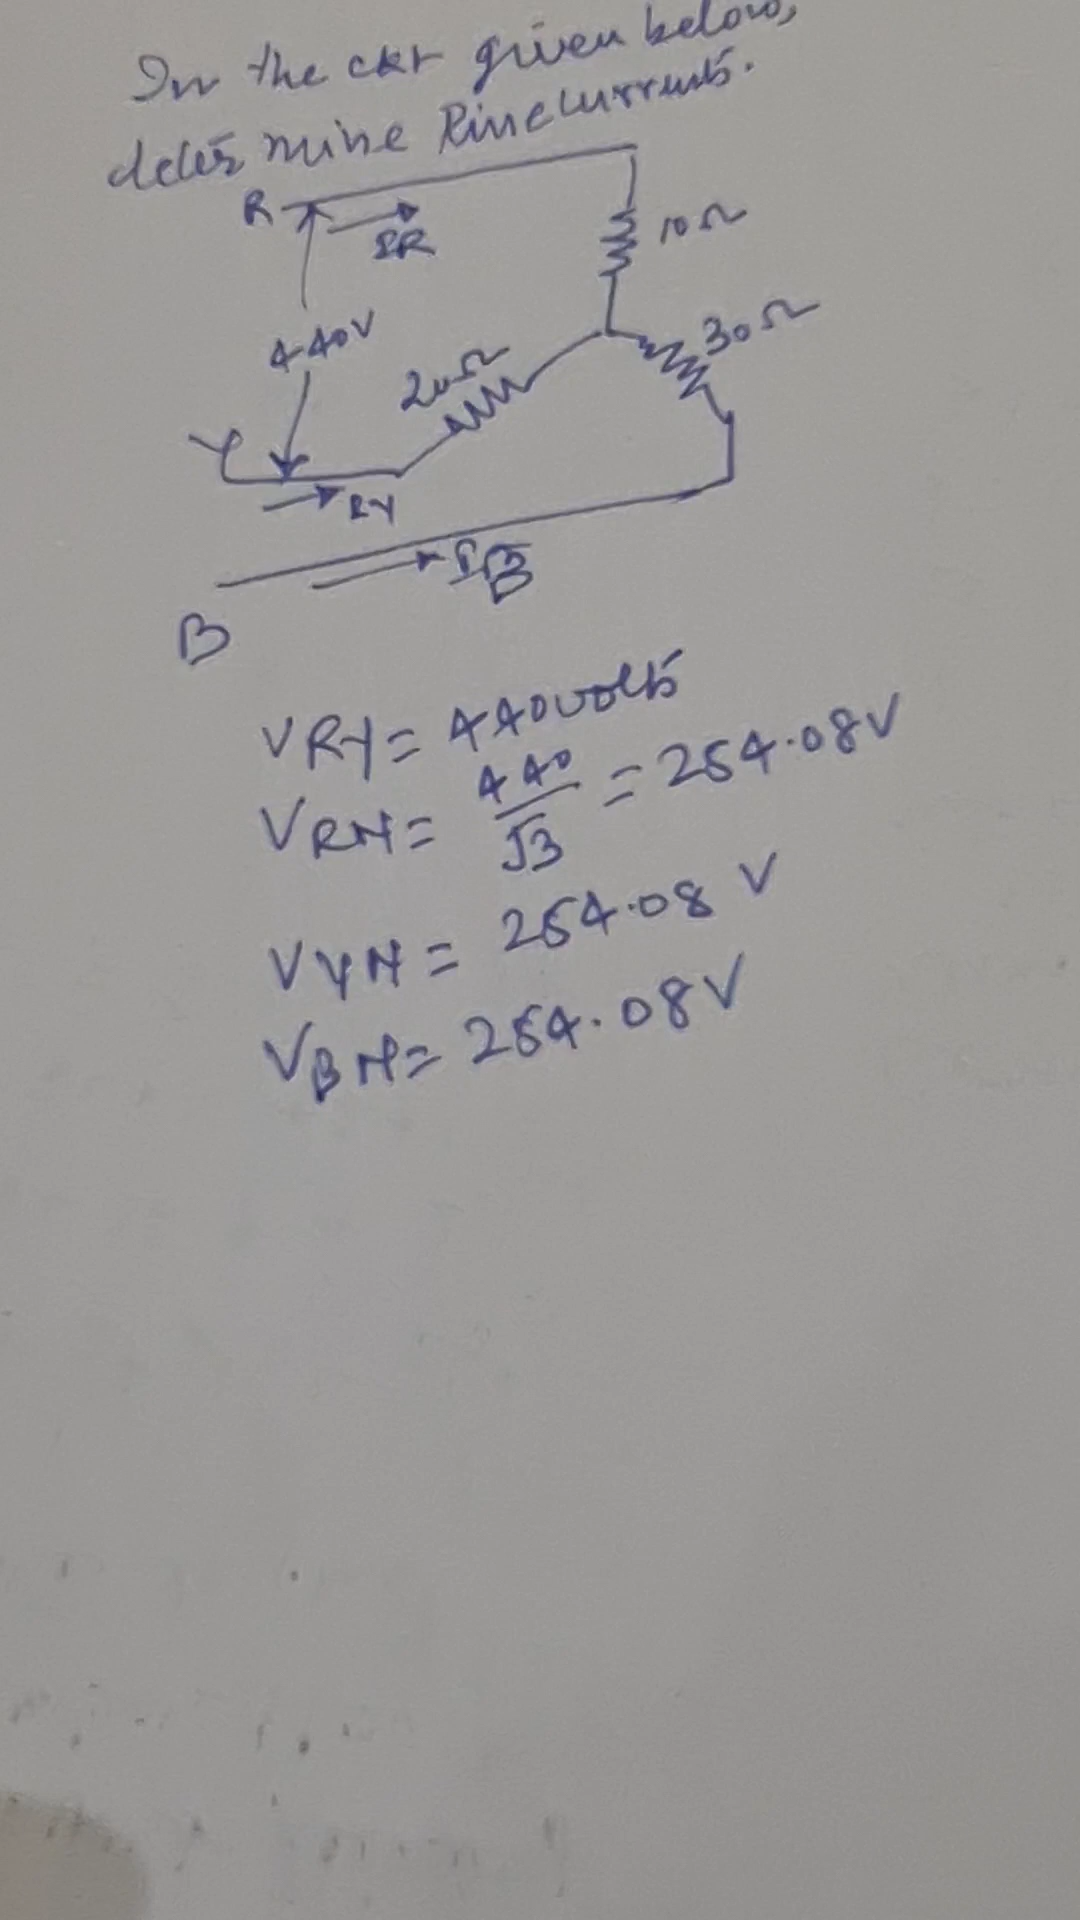 In the ckt given below,
determine line currents.
R
IR
10Ω
440V
20Ω
30Ω
Y
IY
IB
B
VRY = 440volts
VRN = 440/√3 = 254.08V
VYN = 254.08 V
VBN = 254.08V